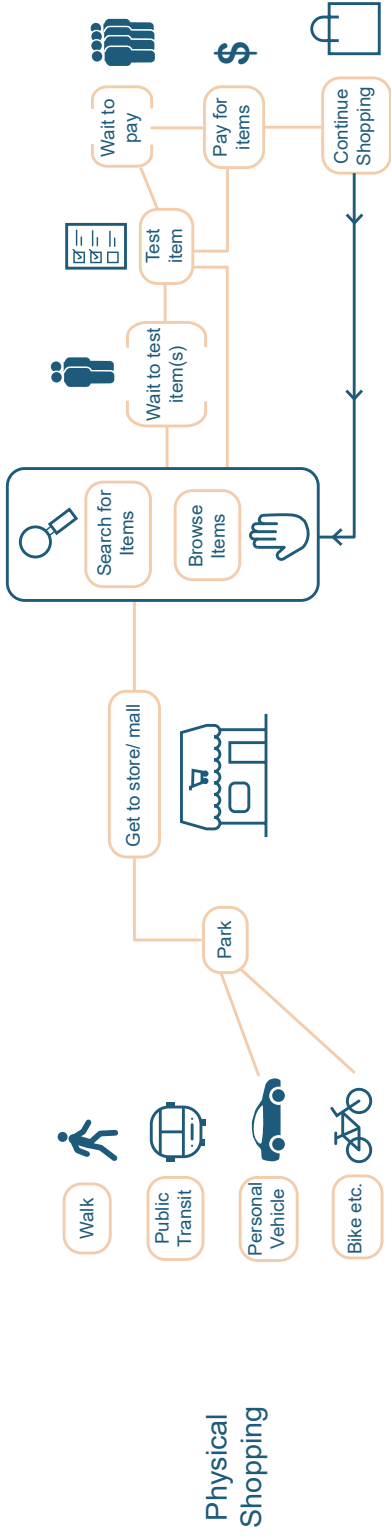 Physical
Shopping
Walk
Public
Transit
Personal
Vehicle
Bike etc.
Park
Get to store/ mall
Search for
Items
Browse
Items
Wait to test
item(s)
Test
item
Wait to
pay
Pay for
items
$
Continue
Shopping